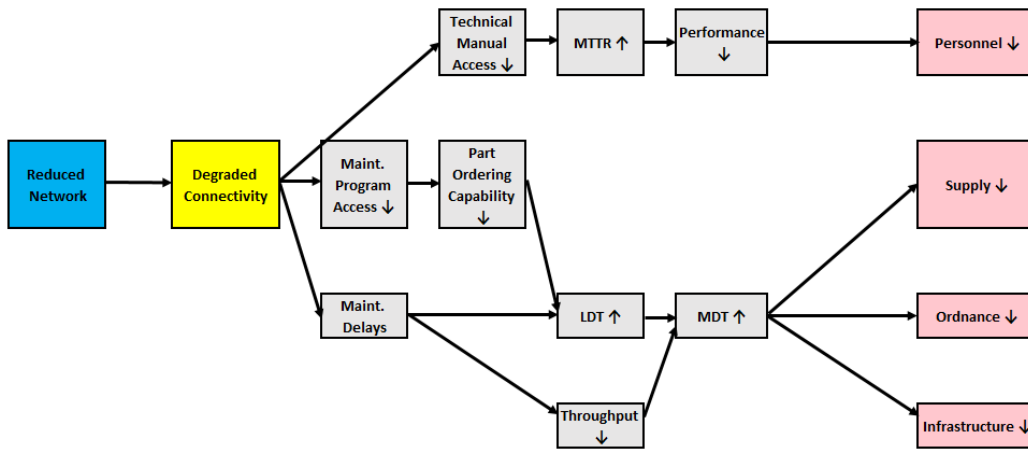 Technical
Manual
Access ↓
MTTR ↑
Performance
↓
Personnel ↓
Reduced
Network
Degraded
Connectivity
Maint.
Program
Access ↓
Part
Ordering
Capability
↓
Supply ↓
Maint.
Delays
LDT ↑
MDT ↑
Ordnance ↓
Throughput
↓
Infrastructure ↓